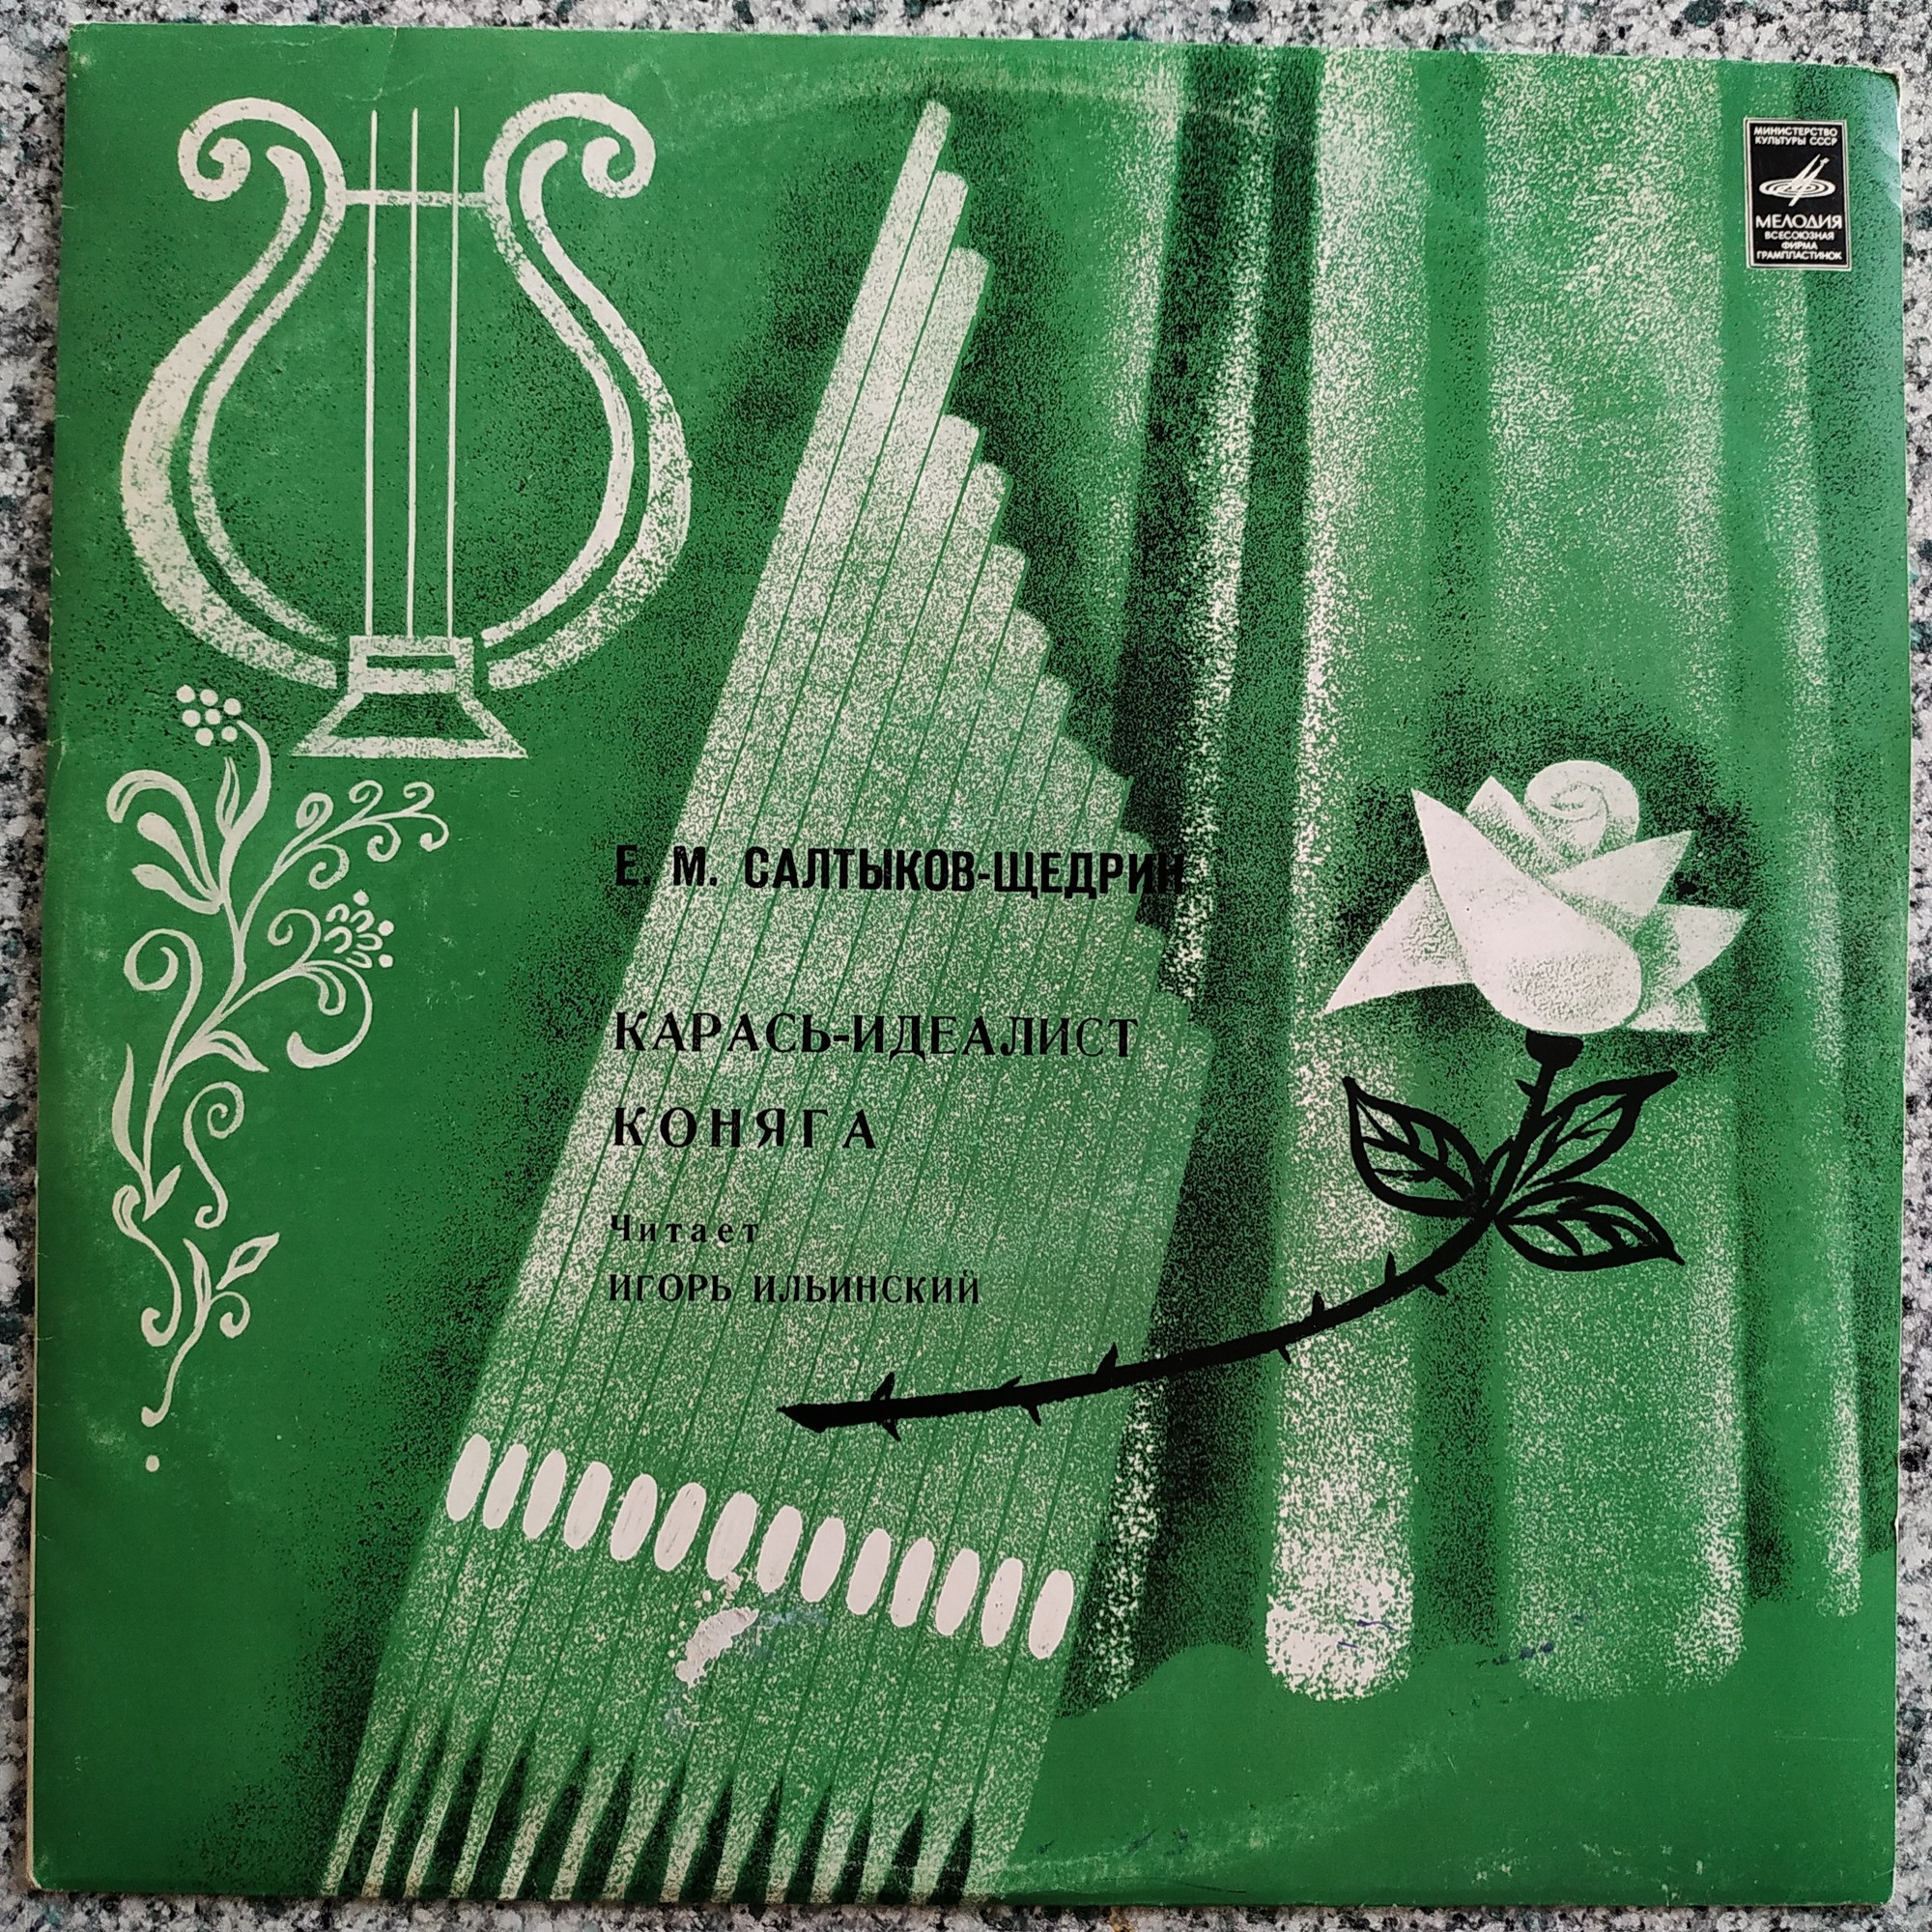 МИНИСТЕРСТВО
КУЛЬТУРЫ СССР
МЕЛОДИЯ
ВСЕСОЮЗНАЯ
ФИРМА
ГРАМПЛАСТИНОК
Е. М. САЛТЫКОВ-ЩЕДРИН
КАРАСЬ-ИДЕАЛИСТ
КОНЯГА
Читает
ИГОРЬ ИЛЬИНСКИЙ